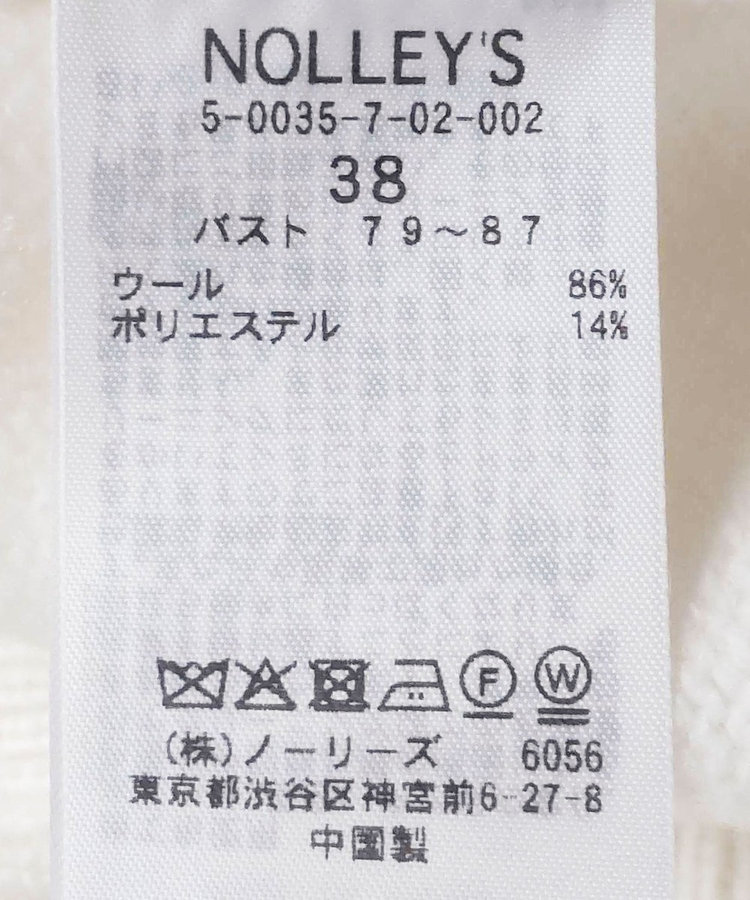 NOLLEY'S
5-0035-7-02-002
38
バスト 79～87
ウール 86%
ポリエステル 14%
F W
(株)ノーリーズ 6056
東京都渋谷区神宮前6-27-8
中国製